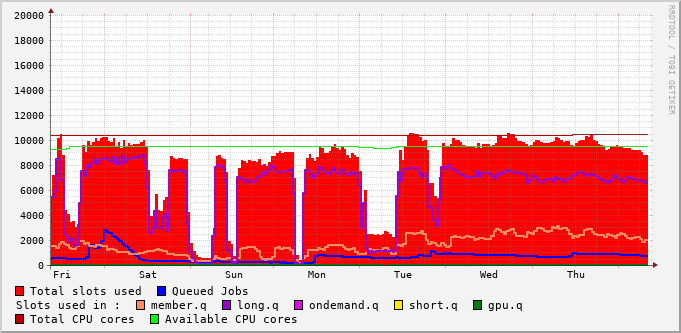 20000
18000
16000
14000
12000
10000
8000
6000
4000
2000
0
Fri Sat Sun Mon Tue Wed Thu
RRDTOOL / TOBI OETIKER
Total slots used Queued Jobs
Slots used in : member.q long.q ondemand.q short.q gpu.q
Total CPU cores Available CPU cores